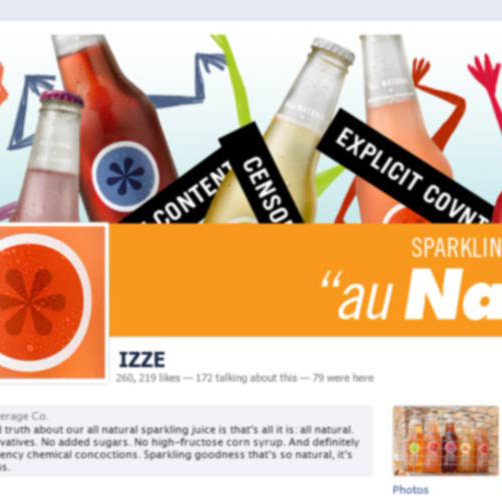 CONTENT
CENSO
EXPLICIT COVNT
SPARKLIN
"au Na
IZZE
260, 219 likes — 172 talking about this — 79 were here
erage Co.
l truth about our all natural sparkling juice is that's all it is: all natural.
vatives. No added sugars. No high-fructose corn syrup. And definitely
ency chemical concoctions. Sparkling goodness that's so natural, it's
us.
Photos